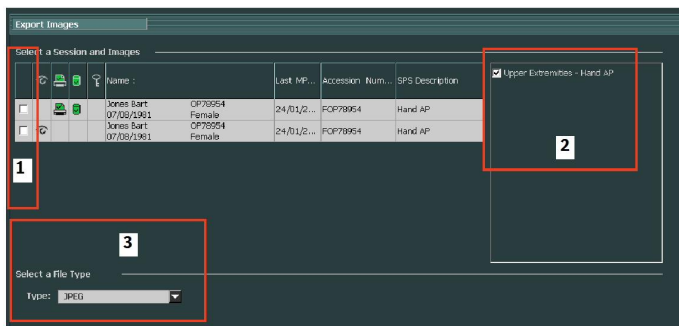 Export Images
Select a Session and Images
Name :
Last MP...
Accession Num...
SPS Description
Upper Extremities - Hand AP
Jones Bart
07/08/1981
OP78954
Female
24/01/2...
FOP78954
Hand AP
Jones Bart
07/08/1981
OP78954
Female
24/01/2...
FOP78954
Hand AP
1
2
3
Select a File Type
Type:
JPEG